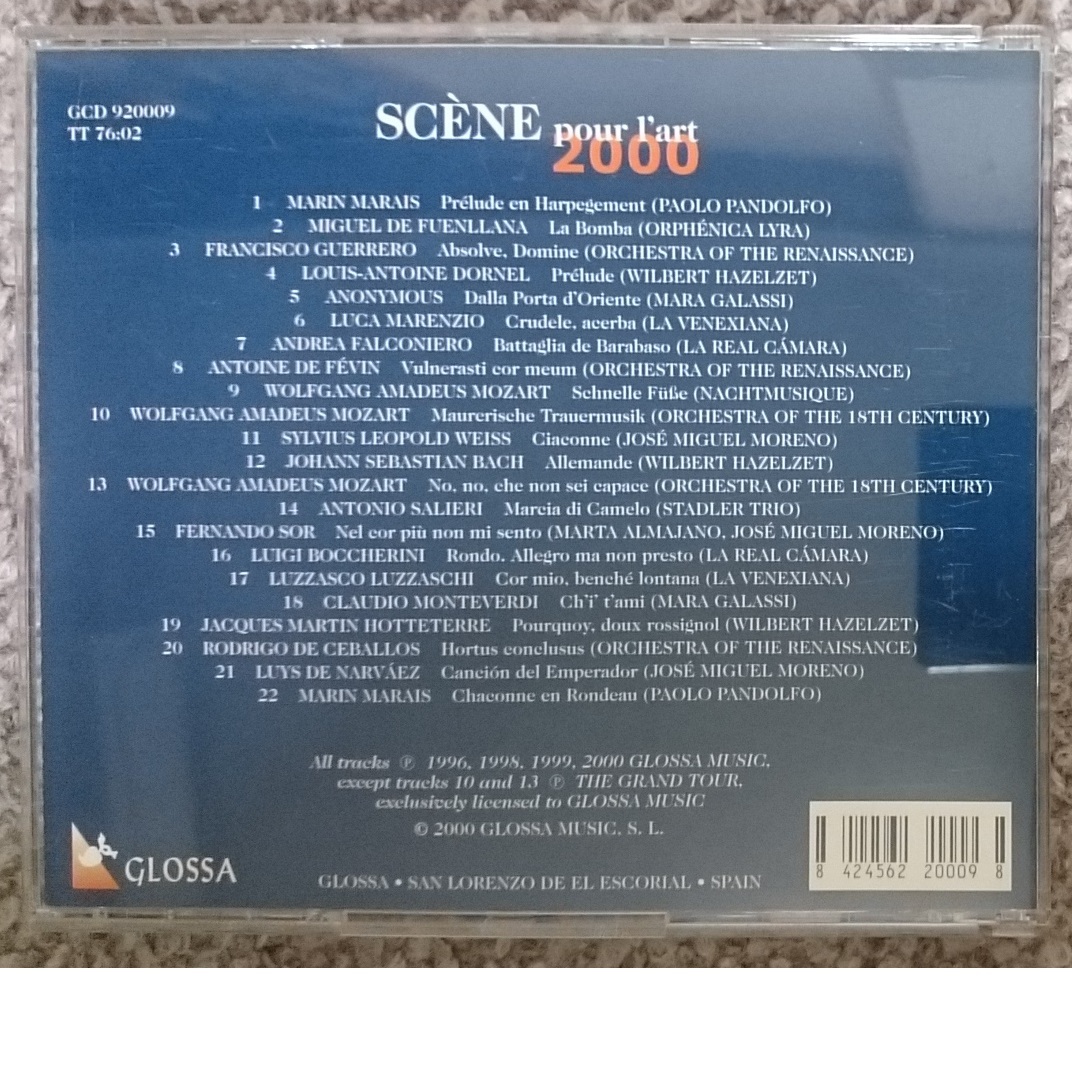 GCD 920009
TT 76:02
SCÈNE pour l'art
2000
1 MARIN MARAIS Prélude en Harpegement (PAOLO PANDOLFO)
2 MIGUEL DE FUENLLANA La Bomba (ORPHÉNICA LYRA)
3 FRANCISCO GUERRERO Absolve, Domine (ORCHESTRA OF THE RENAISSANCE)
4 LOUIS-ANTOINE DORNEL Prélude (WILBERT HAZELZET)
5 ANONYMOUS Dalla Porta d'Oriente (MARA GALASSI)
6 LUCA MARENZIO Crudele, acerba (LA VENEXIANA)
7 ANDREA FALCONIERO Battaglia de Barabaso (LA REAL CÁMARA)
8 ANTOINE DE FÉVIN Vulnerasti cor meum (ORCHESTRA OF THE RENAISSANCE)
9 WOLFGANG AMADEUS MOZART Schnelle Füße (NACHTMUSIQUE)
10 WOLFGANG AMADEUS MOZART Maurerische Trauermusik (ORCHESTRA OF THE 18TH CENTURY)
11 SYLVIUS LEOPOLD WEISS Ciaconne (JOSÉ MIGUEL MORENO)
12 JOHANN SEBASTIAN BACH Allemande (WILBERT HAZELZET)
13 WOLFGANG AMADEUS MOZART No, no, che non sei capace (ORCHESTRA OF THE 18TH CENTURY)
14 ANTONIO SALIERI Marcia di Camelo (STADLER TRIO)
15 FERNANDO SOR Nel cor più non mi sento (MARTA ALMAJANO, JOSÉ MIGUEL MORENO)
16 LUIGI BOCCHERINI Rondo. Allegro ma non presto (LA REAL CÁMARA)
17 LUZZASCO LUZZASCHI Cor mio, benché lontana (LA VENEXIANA)
18 CLAUDIO MONTEVERDI Ch'i' t'ami (MARA GALASSI)
19 JACQUES MARTIN HOTTETERRE Pourquoy, doux rossignol (WILBERT HAZELZET)
20 RODRIGO DE CEBALLOS Hortus conclusus (ORCHESTRA OF THE RENAISSANCE)
21 LUYS DE NARVÁEZ Canción del Emperador (JOSÉ MIGUEL MORENO)
22 MARIN MARAIS Chaconne en Rondeau (PAOLO PANDOLFO)
All tracks ℗ 1996, 1998, 1999, 2000 GLOSSA MUSIC,
except tracks 10 and 13 ℗ THE GRAND TOUR,
exclusively licensed to GLOSSA MUSIC
© 2000 GLOSSA MUSIC, S. L.
GLOSSA
GLOSSA • SAN LORENZO DE EL ESCORIAL • SPAIN
8 424562 20009 8